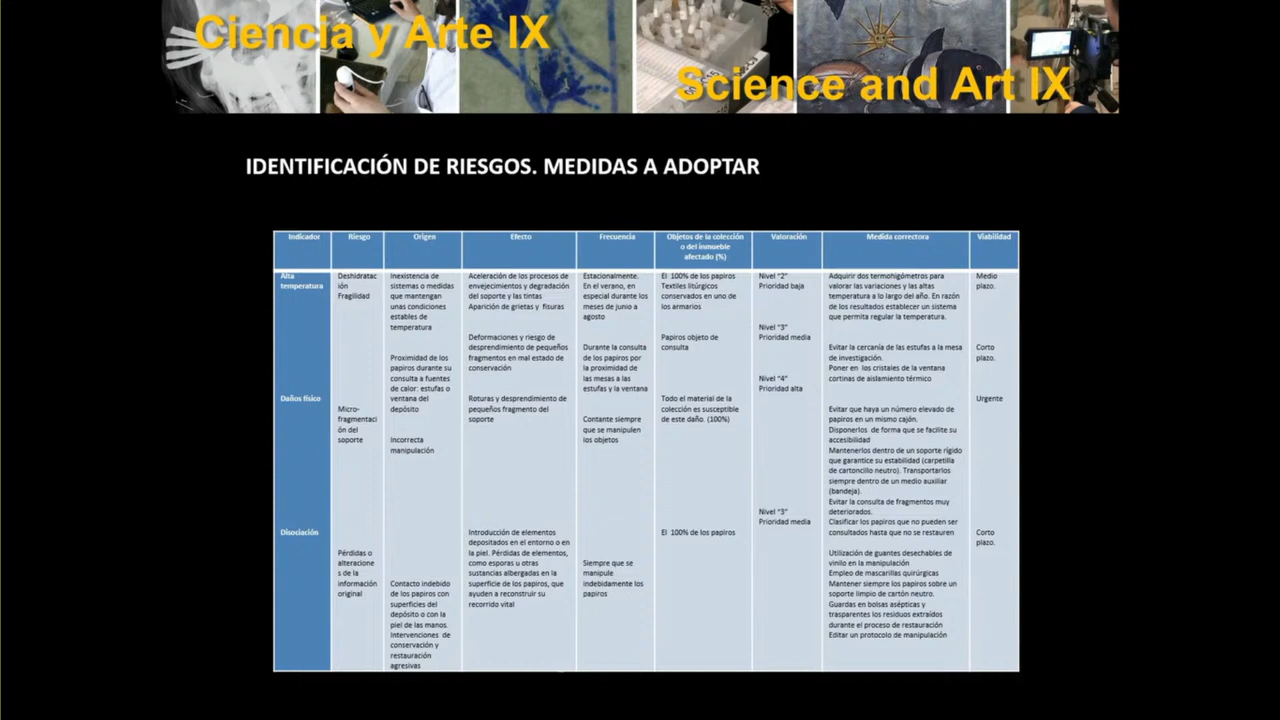 Ciencia y Arte IX
Science and Art IX
IDENTIFICACIÓN DE RIESGOS. MEDIDAS A ADOPTAR
Indicador
Riesgo
Origen
Efecto
Frecuencia
Objetos de la colección
o del inmueble
afectado (%)
Valoración
Medida correctora
Viabilidad
Alta
temperatura
Deshidratac
ión
Fragilidad
Inexistencia de
sistemas o medidas
que mantengan
unas condiciones
estables de
temperatura
Aceleración de los procesos de
envejecimientos y degradación
del soporte y las tintas
Aparición de grietas y fisuras
Estacionalmente.
En el verano, en
especial durante los
meses de junio a
agosto
El 100% de los papiros
Textiles litúrgicos
conservados en uno de
los armarios
Nivel "2"
Prioridad baja
Adquirir dos termohigómetros para
valorar las variaciones y las altas
temperatura a lo largo del año. En razón
de los resultados establecer un sistema
que permita regular la temperatura.
Medio
plazo.
Proximidad de los
papiros durante su
consulta a fuentes
de calor: estufas o
ventana del
depósito
Deformaciones y riesgo de
desprendimiento de pequeños
fragmentos en mal estado de
conservación
Durante la consulta
de los papiros por
la proximidad de
las mesas a las
estufas y la ventana
Papiros objeto de
consulta
Nivel "3"
Prioridad media
Evitar la cercanía de las estufas a la mesa
de investigación.
Poner en los cristales de la ventana
cortinas de aislamiento térmico
Corto
plazo.
Daños físico
Micro-
fragmentaci
ón del
soporte
Incorrecta
manipulación
Roturas y desprendimiento de
pequeños fragmento del
soporte
Contante siempre
que se manipulen
los objetos
Todo el material de la
colección es susceptible
de este daño. (100%)
Nivel "4"
Prioridad alta
Evitar que haya un número elevado de
papiros en un mismo cajón.
Disponerlos de forma que se facilite su
accesibilidad
Mantenerlos dentro de un soporte rígido
que garantice su estabilidad (carpetilla
de cartoncillo neutro). Transportarlos
siempre dentro de un medio auxiliar
(bandeja).
Evitar la consulta de fragmentos muy
deteriorados.
Clasificar los papiros que no pueden ser
consultados hasta que no se restauren
Urgente
Disociación
Pérdidas o
alteracione
s de la
información
original
Contacto indebido
de los papiros con
superficies del
depósito o con la
piel de las manos.
Intervenciones de
conservación y
restauración
agresivas
Introducción de elementos
depositados en el entorno o en
la piel. Pérdidas de elementos,
como esporas u otras
sustancias albergadas en la
superficie de los papiros, que
ayuden a reconstruir su
recorrido vital
Siempre que se
manipule
indebidamente los
papiros
El 100% de los papiros
Nivel "3"
Prioridad media
Utilización de guantes desechables de
vinilo en la manipulación
Empleo de mascarillas quirúrgicas
Mantener siempre los papiros sobre un
soporte limpio de cartón neutro.
Guardas en bolsas asépticas y
trasparentes los residuos extraídos
durante el proceso de restauración
Editar un protocolo de manipulación
Corto
plazo.